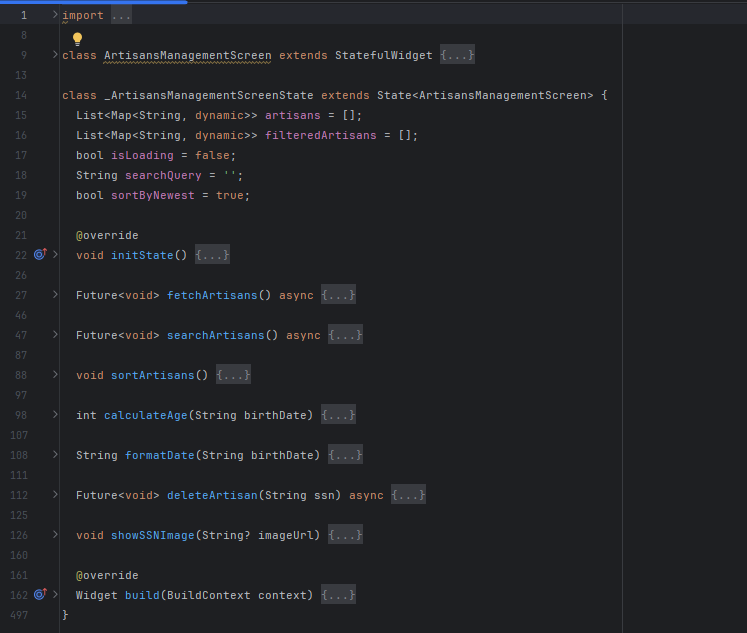 1 import ...
8
9 class ArtisansManagementScreen extends StatefulWidget {...}
13
14 class _ArtisansManagementScreenState extends State<ArtisansManagementScreen> {
15 List<Map<String, dynamic>> artisans = [];
16 List<Map<String, dynamic>> filteredArtisans = [];
17 bool isLoading = false;
18 String searchQuery = '';
19 bool sortByNewest = true;
20
21 @override
22 void initState() {...}
26
27 Future<void> fetchArtisans() async {...}
46
47 Future<void> searchArtisans() async {...}
87
88 void sortArtisans() {...}
97
98 int calculateAge(String birthDate) {...}
107
108 String formatDate(String birthDate) {...}
111
112 Future<void> deleteArtisan(String ssn) async {...}
125
126 void showSSNImage(String? imageUrl) {...}
160
161 @override
162 Widget build(BuildContext context) {...}
497 }